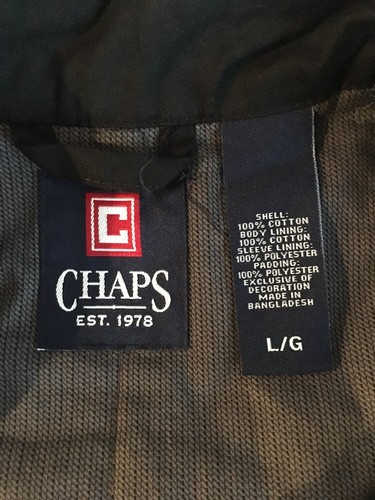 C
CHAPS
EST. 1978
SHELL:
100% COTTON
BODY LINING:
100% COTTON
SLEEVE LINING:
100% POLYESTER
PADDING:
100% POLYESTER
EXCLUSIVE OF
DECORATION
MADE IN
BANGLADESH
L/G